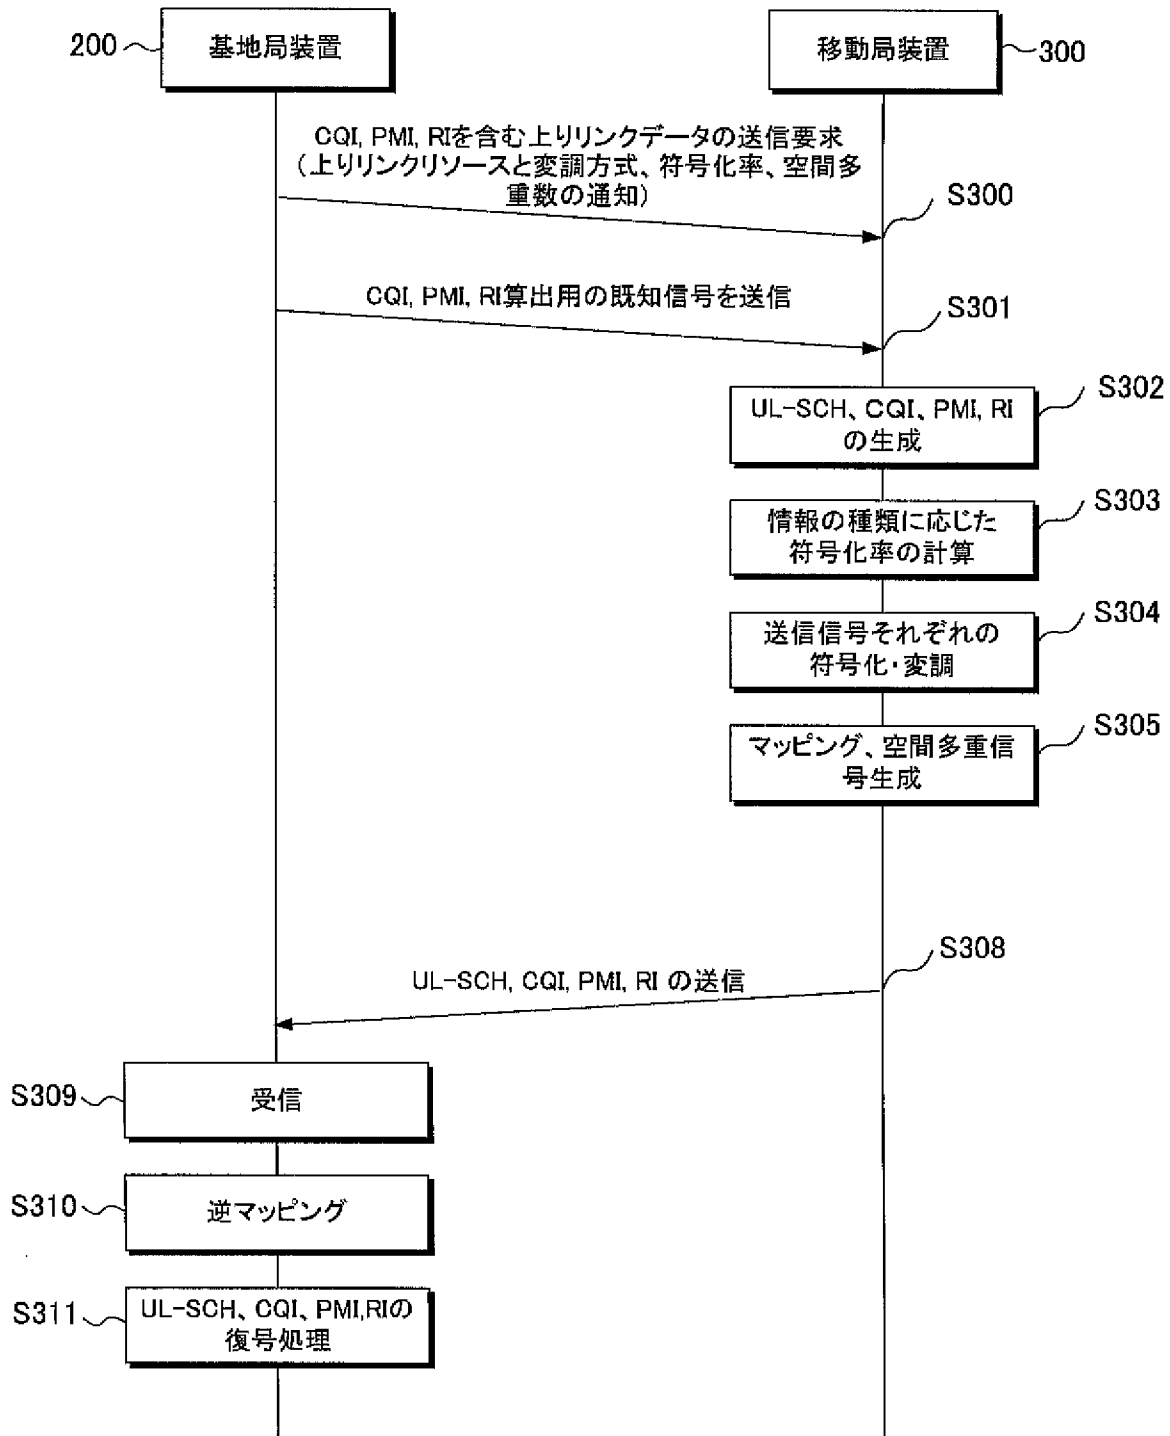 200
基地局装置
移動局装置
300
CQI, PMI, RIを含む上りリンクデータの送信要求
(上りリンクリソースと変調方式、符号化率、空間多
重数の通知)
S300
CQI, PMI, RI算出用の既知信号を送信
S301
UL-SCH、CQI、PMI, RI
の生成
S302
情報の種類に応じた
符号化率の計算
S303
送信信号それぞれの
符号化・変調
S304
マッピング、空間多重信
号生成
S305
UL-SCH, CQI, PMI, RI の送信
S308
S309
受信
S310
逆マッピング
S311
UL-SCH、CQI、PMI,RIの
復号処理